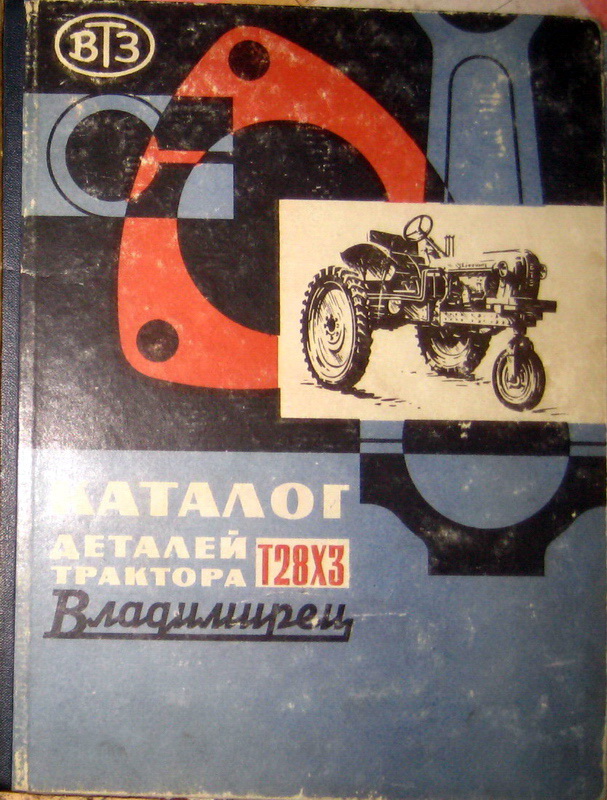 ВТЗ
КАТАЛОГ
ДЕТАЛЕЙ
ТРАКТОРА Т28Х3
Владимирец